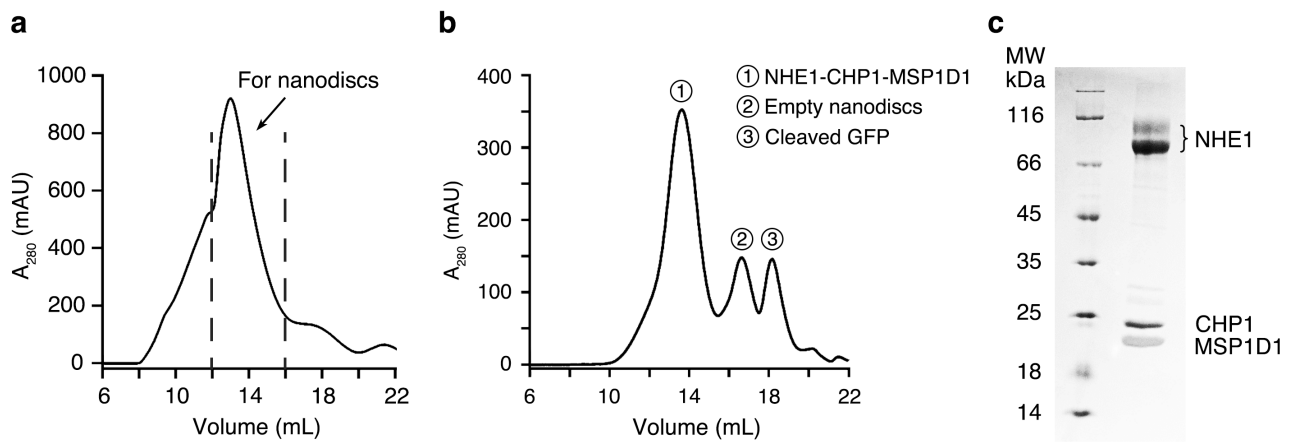 a
For nanodiscs
1000
800
600
400
200
0
A280 (mAU)
6 10 14 18 22
Volume (mL)
b
① NHE1-CHP1-MSP1D1
② Empty nanodiscs
③ Cleaved GFP
①
② ③
400
300
200
100
0
A280 (mAU)
6 10 14 18 22
Volume (mL)
c
MW
kDa
116
66
45
35
25
18
14
NHE1
CHP1
MSP1D1